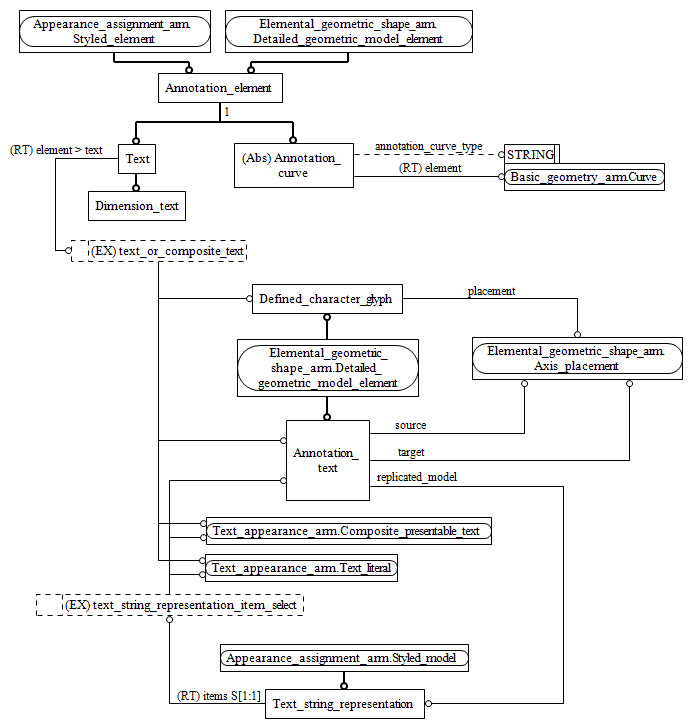 Appearance_assignment_arm.
Styled_element
Elemental_geometric_shape_arm.
Detailed_geometric_model_element
Annotation_element
1
(RT) element > text
Text
(Abs) Annotation_
curve
annotation_curve_type
STRING
(RT) element
Basic_geometry_arm.Curve
Dimension_text
(EX) text_or_composite_text
Defined_character_glyph
placement
Elemental_geometric_
shape_arm.Detailed_
geometric_model_element
Elemental_geometric_shape_arm.
Axis_placement
Annotation_
text
source
target
replicated_model
Text_appearance_arm.Composite_presentable_text
Text_appearance_arm.Text_literal
(EX) text_string_representation_item_select
Appearance_assignment_arm.Styled_model
(RT) items S[1:1]
Text_string_representation